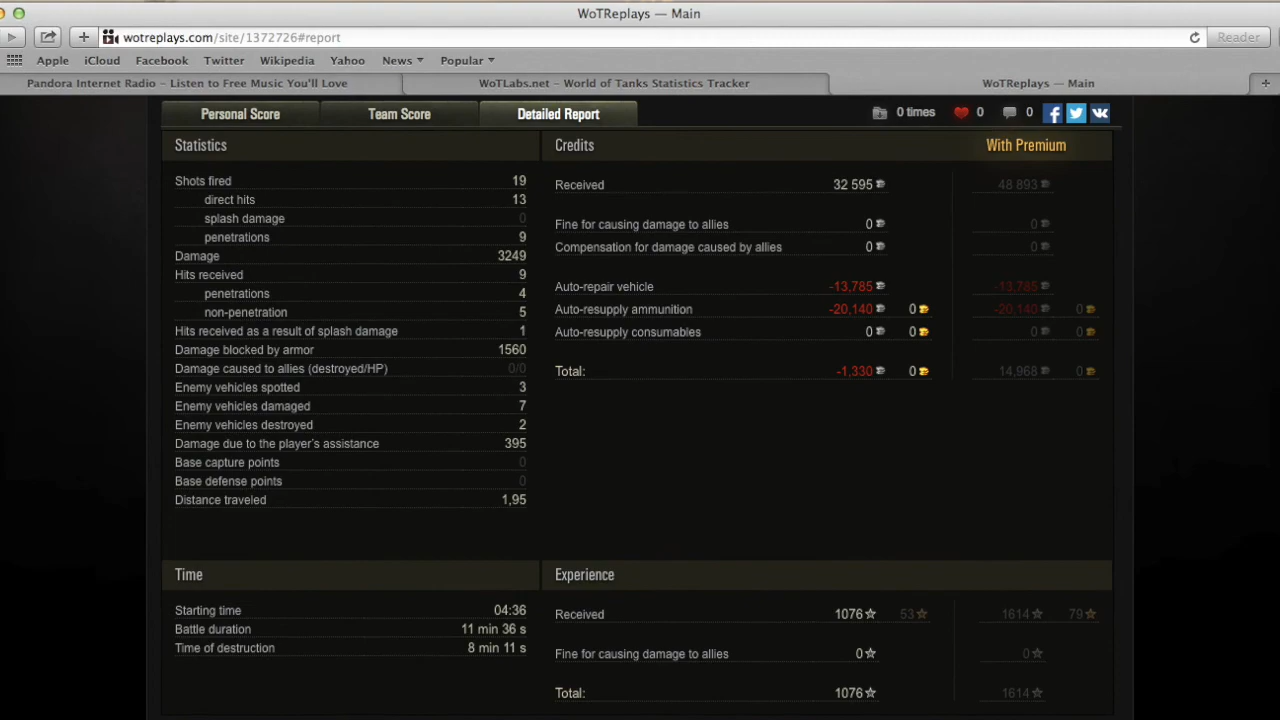 WoTReplays — Main
wotreplays.com/site/1372726#report
Reader
Apple iCloud Facebook Twitter Wikipedia Yahoo News Popular
Pandora Internet Radio – Listen to Free Music You'll Love
WoTLabs.net – World of Tanks Statistics Tracker
WoTReplays — Main
Personal Score Team Score Detailed Report 0 times 0 0
Statistics
Shots fired 19
direct hits 13
splash damage 0
penetrations 9
Damage 3249
Hits received 9
penetrations 4
non-penetration 5
Hits received as a result of splash damage 1
Damage blocked by armor 1560
Damage caused to allies (destroyed/HP) 0/0
Enemy vehicles spotted 3
Enemy vehicles damaged 7
Enemy vehicles destroyed 2
Damage due to the player's assistance 395
Base capture points 0
Base defense points 0
Distance traveled 1,95
Credits With Premium
Received 32 595 48 893
Fine for causing damage to allies 0 0
Compensation for damage caused by allies 0 0
Auto-repair vehicle -13,785 -13,785
Auto-resupply ammunition -20,140 0 -20,140 0
Auto-resupply consumables 0 0 0 0
Total: -1,330 0 14,968 0
Time
Starting time 04:36
Battle duration 11 min 36 s
Time of destruction 8 min 11 s
Experience
Received 1076 53 1614 79
Fine for causing damage to allies 0 0
Total: 1076 1614